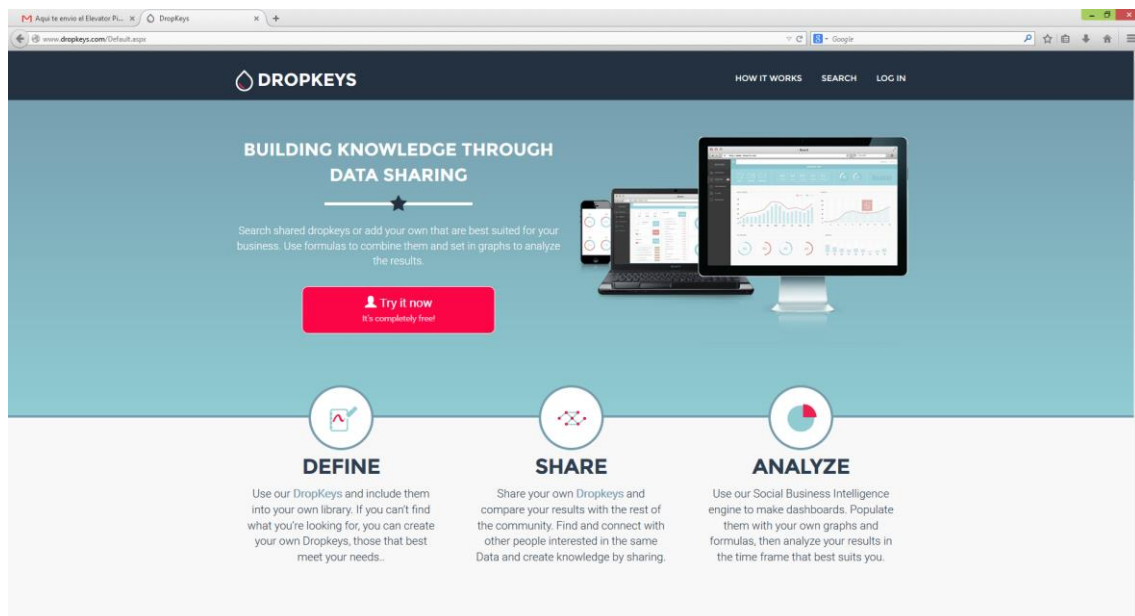 Aqui te envio el Elevator Pi...
DropKeys
www.dropkeys.com/Default.aspx
Google
DROPKEYS
HOW IT WORKS
SEARCH
LOG IN
BUILDING KNOWLEDGE THROUGH
DATA SHARING
Search shared dropkeys or add your own that are best suited for your
business. Use formulas to combine them and set in graphs to analyze
the results.
Try it now
It's completely free!
DEFINE
Use our DropKeys and include them
into your own library. If you can't find
what you're looking for, you can create
your own Dropkeys, those that best
meet your needs..
SHARE
Share your own Dropkeys and
compare your results with the rest of
the community. Find and connect with
other people interested in the same
Data and create knowledge by sharing.
ANALYZE
Use our Social Business Intelligence
engine to make dashboards. Populate
them with your own graphs and
formulas, then analyze your results in
the time frame that best suits you.